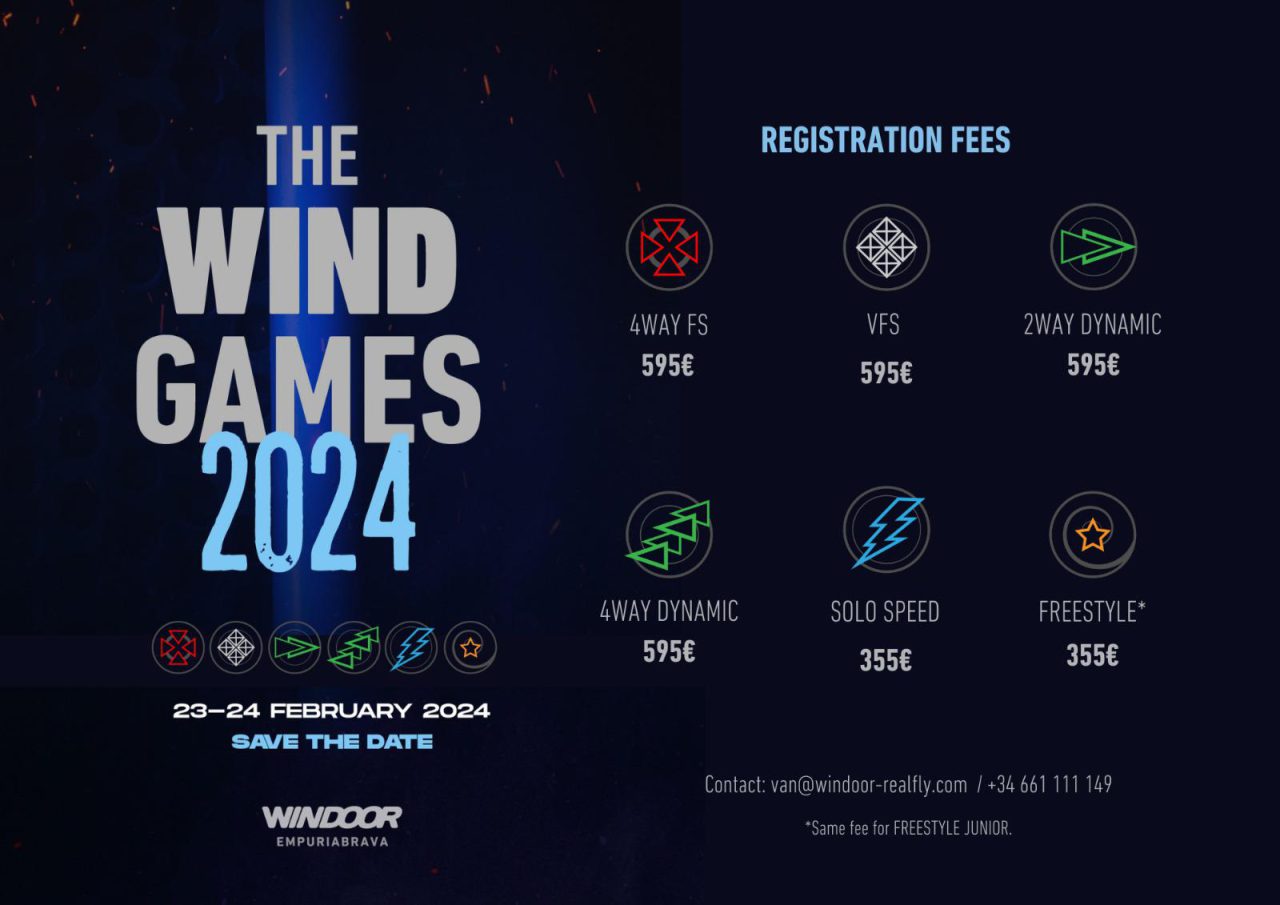 THE
WIND
GAMES
2024
23–24 FEBRUARY 2024
SAVE THE DATE
WINDOOR
EMPURIABRAVA
REGISTRATION FEES
4WAY FS
595€
VFS
595€
2WAY DYNAMIC
595€
4WAY DYNAMIC
595€
SOLO SPEED
355€
FREESTYLE*
355€
Contact: van@windoor-realfly.com / +34 661 111 149
*Same fee for FREESTYLE JUNIOR.